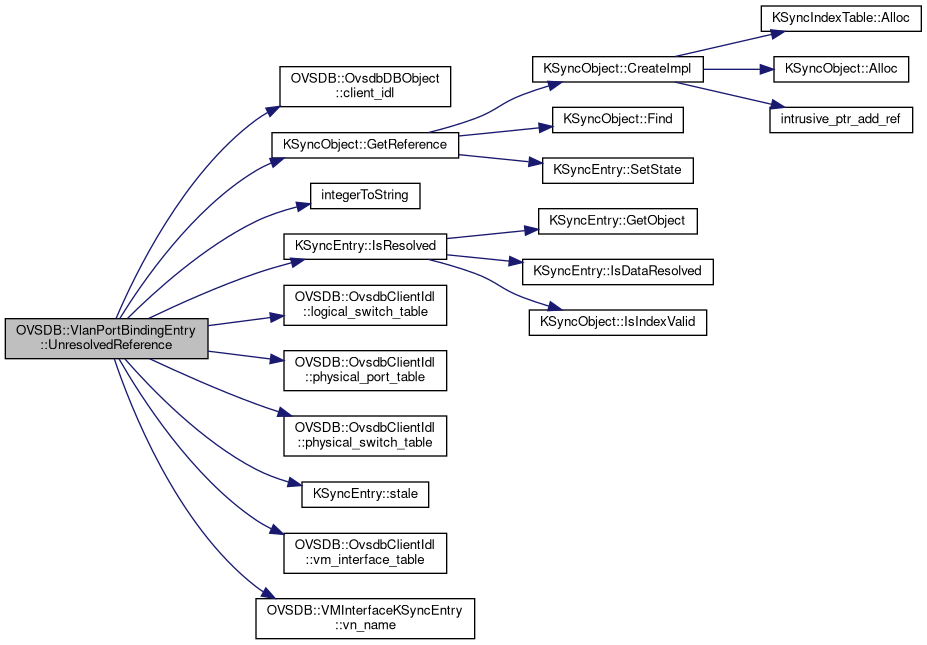 OVSDB::VlanPortBindingEntry
::UnresolvedReference
OVSDB::OvsdbDBObject
::client_idl
KSyncObject::GetReference
KSyncObject::CreateImpl
KSyncIndexTable::Alloc
KSyncObject::Alloc
intrusive_ptr_add_ref
KSyncObject::Find
KSyncEntry::SetState
integerToString
KSyncEntry::IsResolved
KSyncEntry::GetObject
KSyncEntry::IsDataResolved
KSyncObject::IsIndexValid
OVSDB::OvsdbClientIdl
::logical_switch_table
OVSDB::OvsdbClientIdl
::physical_port_table
OVSDB::OvsdbClientIdl
::physical_switch_table
KSyncEntry::stale
OVSDB::OvsdbClientIdl
::vm_interface_table
OVSDB::VMInterfaceKSyncEntry
::vn_name